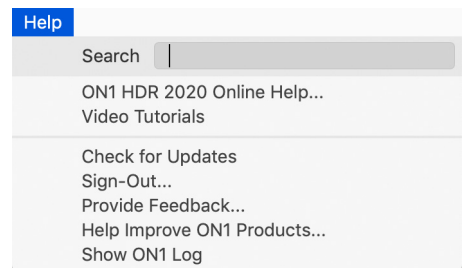 Help
Search
ON1 HDR 2020 Online Help...
Video Tutorials
Check for Updates
Sign-Out...
Provide Feedback...
Help Improve ON1 Products...
Show ON1 Log